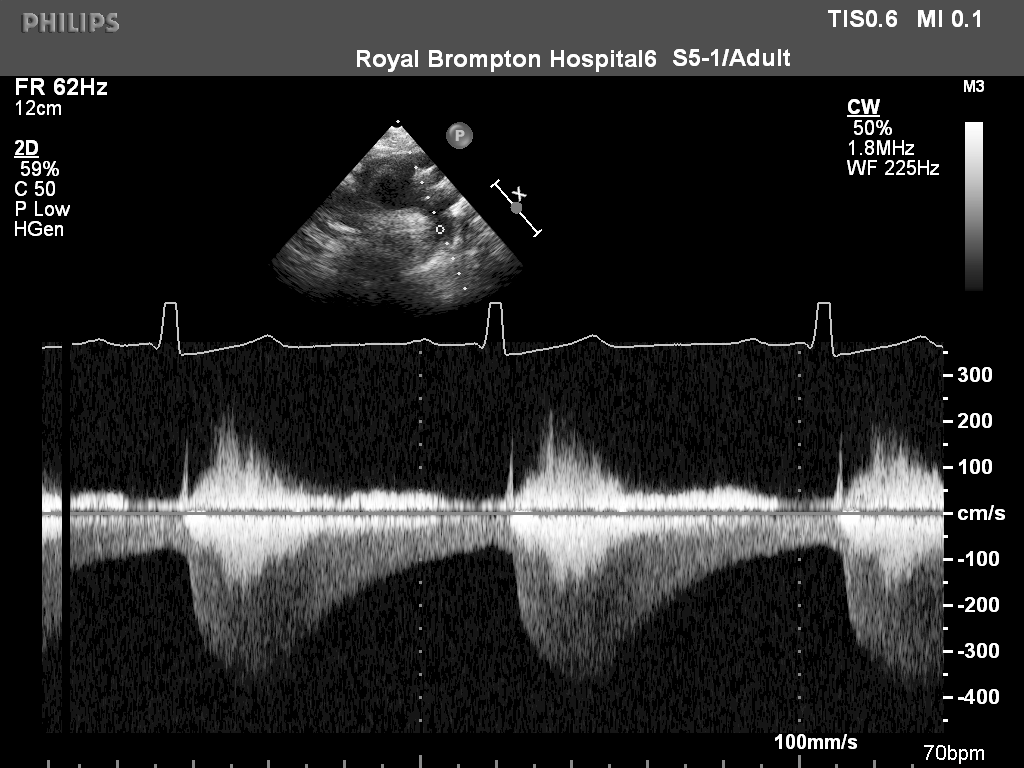 PHILIPS
TIS0.6 MI 0.1
Royal Brompton Hospital6 S5-1/Adult
FR 62Hz
12cm
2D
59%
C 50
P Low
HGen
P
X
M3
CW
50%
1.8MHz
WF 225Hz
300
200
100
cm/s
-100
-200
-300
-400
100mm/s
70bpm